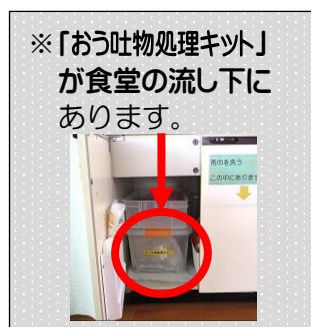 ※「おう吐物処理キット」
が食堂の流し下に
あります。
布巾を洗う
この中にあります